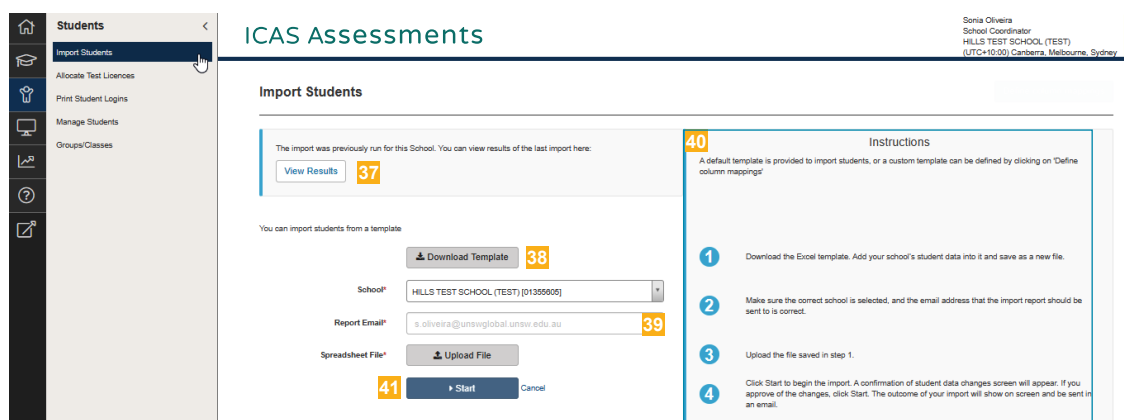 Students
Import Students
Allocate Test Licences
Print Student Logins
Manage Students
Groups/Classes
ICAS Assessments
Sonia Oliveira
School Coordinator
HILLS TEST SCHOOL (TEST)
(UTC+10:00) Canberra, Melbourne, Sydney
Import Students
The import was previously run for this School. You can view results of the last import here:
View Results
37
You can import students from a template
Download Template
38
School*
HILLS TEST SCHOOL (TEST) [01355605]
Report Email*
s.oliveira@unswglobal.unsw.edu.au
39
Spreadsheet File*
Upload File
41
Start
Cancel
40
Instructions
A default template is provided to import students, or a custom template can be defined by clicking on 'Define
column mappings'
1
Download the Excel template. Add your school's student data into it and save as a new file.
2
Make sure the correct school is selected, and the email address that the import report should be
sent to is correct.
3
Upload the file saved in step 1.
4
Click Start to begin the import. A confirmation of student data changes screen will appear. If you
approve of the changes, click Start. The outcome of your import will show on screen and be sent in
an email.